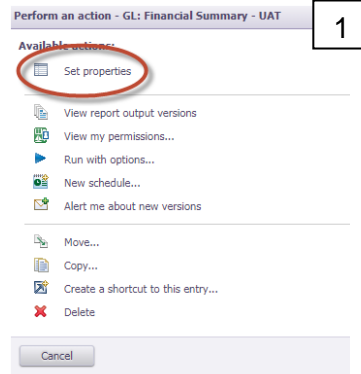 Perform an action - GL: Financial Summary - UAT
1
Available actions:
Set properties
View report output versions
View my permissions...
Run with options...
New schedule...
Alert me about new versions
Move...
Copy...
Create a shortcut to this entry...
Delete
Cancel